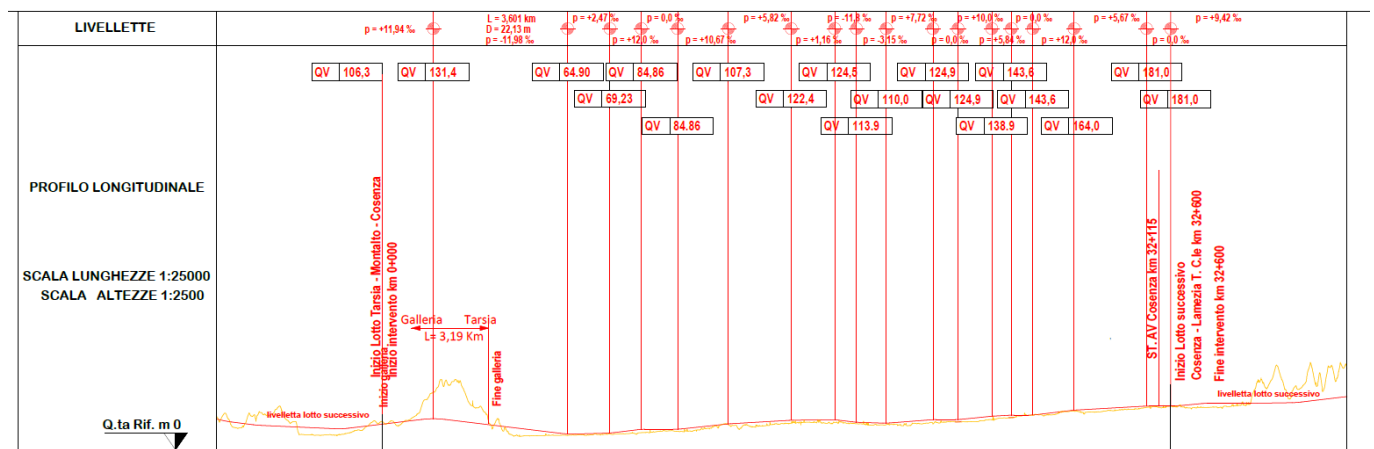 LIVELLETTE
p = +11,94 ‰
L = 3,601 km
D = 22,13 m
p = -11,98 ‰
p = +2,47 ‰
p = +12,0 ‰
p = 0,0 ‰
p = +10,67 ‰
p = +5,82 ‰
p = +1,16 ‰
p = -11,8 ‰
p = -3,15 ‰
p = +7,72 ‰
p = 0,0 ‰
p = +10,0 ‰
p = +5,84 ‰
p = 0,0 ‰
p = +12,0 ‰
p = +5,67 ‰
p = 0,0 ‰
p = +9,42 ‰
QV 106,3
QV 131,4
QV 64.90
QV 84,86
QV 107,3
QV 124,5
QV 124,9
QV 143,6
QV 181,0
QV 69,23
QV 122,4
QV 110,0
QV 124,9
QV 143,6
QV 181,0
QV 84.86
QV 113.9
QV 138.9
QV 164,0
PROFILO LONGITUDINALE
SCALA LUNGHEZZE 1:25000
SCALA ALTEZZE 1:2500
Inizio Lotto Tarsia - Montalto - Cosenza
Inizio intervento km 0+000
Inizio galleria
Galleria Tarsia
L= 3,19 Km
Fine galleria
ST. AV Cosenza km 32+115
Inizio Lotto successivo
Cosenza - Lamezia T. C.le km 32+600
Fine intervento km 32+600
livelletta lotto successivo
livelletta lotto successivo
Q.ta Rif. m 0